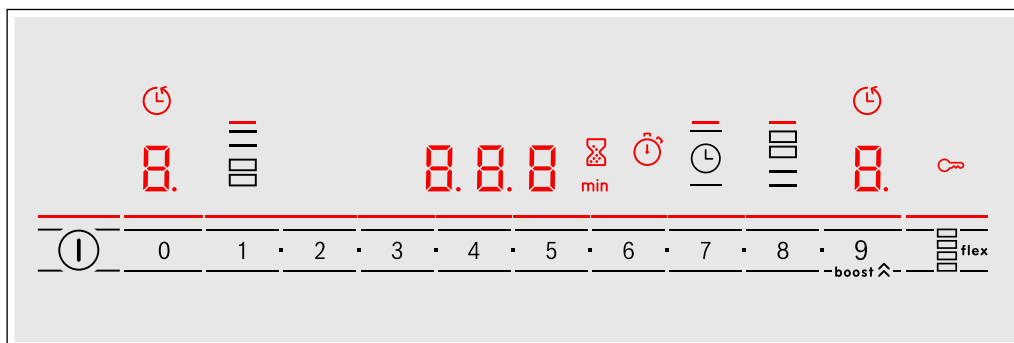 8. 8.8.8 8.
min
0 1 · 2 · 3 · 4 · 5 · 6 · 7 · 8 · 9 flex
boost